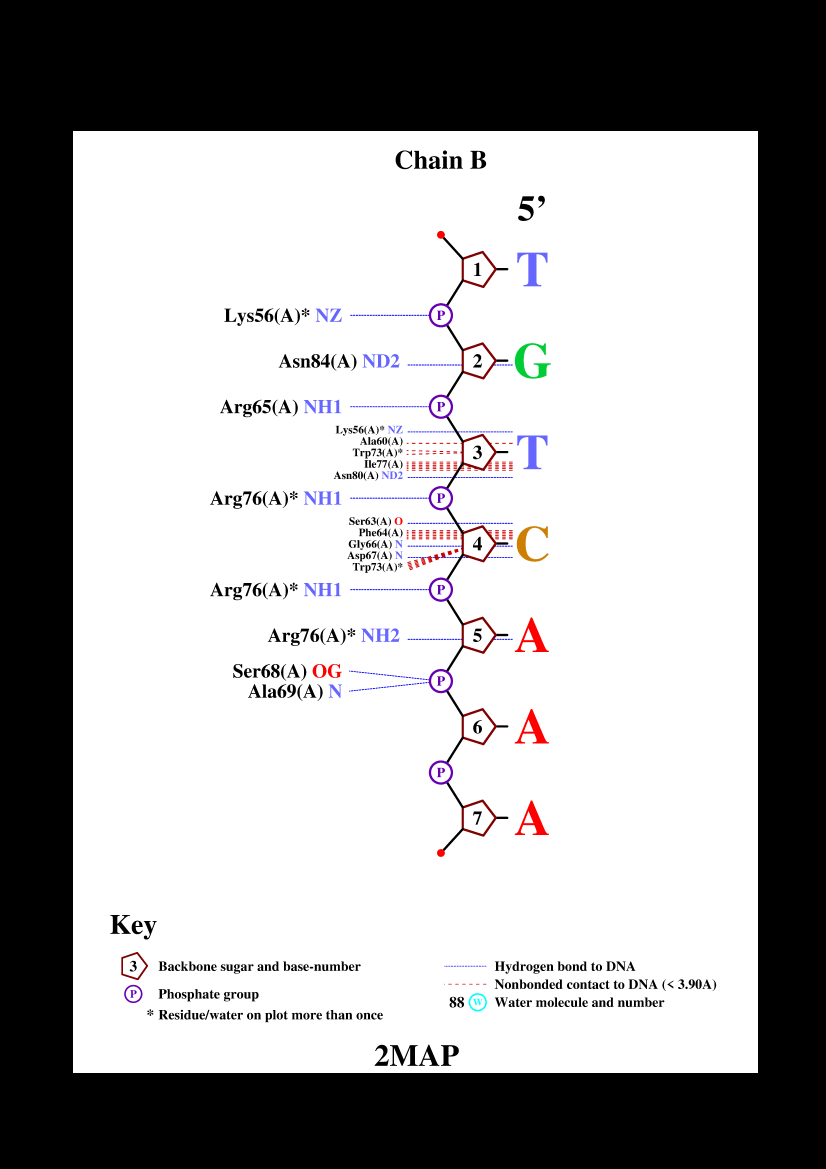 Chain B
5’
1 T
P
Lys56(A)* NZ
Asn84(A) ND2
2 G
Arg65(A) NH1
P
Lys56(A)* NZ
Ala60(A)
Trp73(A)*
3 T
Ile77(A)
Asn80(A) ND2
Arg76(A)* NH1
P
Ser63(A) O
Phe64(A)
Gly66(A) N
4 C
Asp67(A) N
Trp73(A)*
Arg76(A)* NH1
P
Arg76(A)* NH2
5 A
Ser68(A) OG
P
Ala69(A) N
6 A
P
7 A
Key
3 Backbone sugar and base-number
P Phosphate group
* Residue/water on plot more than once
Hydrogen bond to DNA
Nonbonded contact to DNA (< 3.90A)
88 W Water molecule and number
2MAP